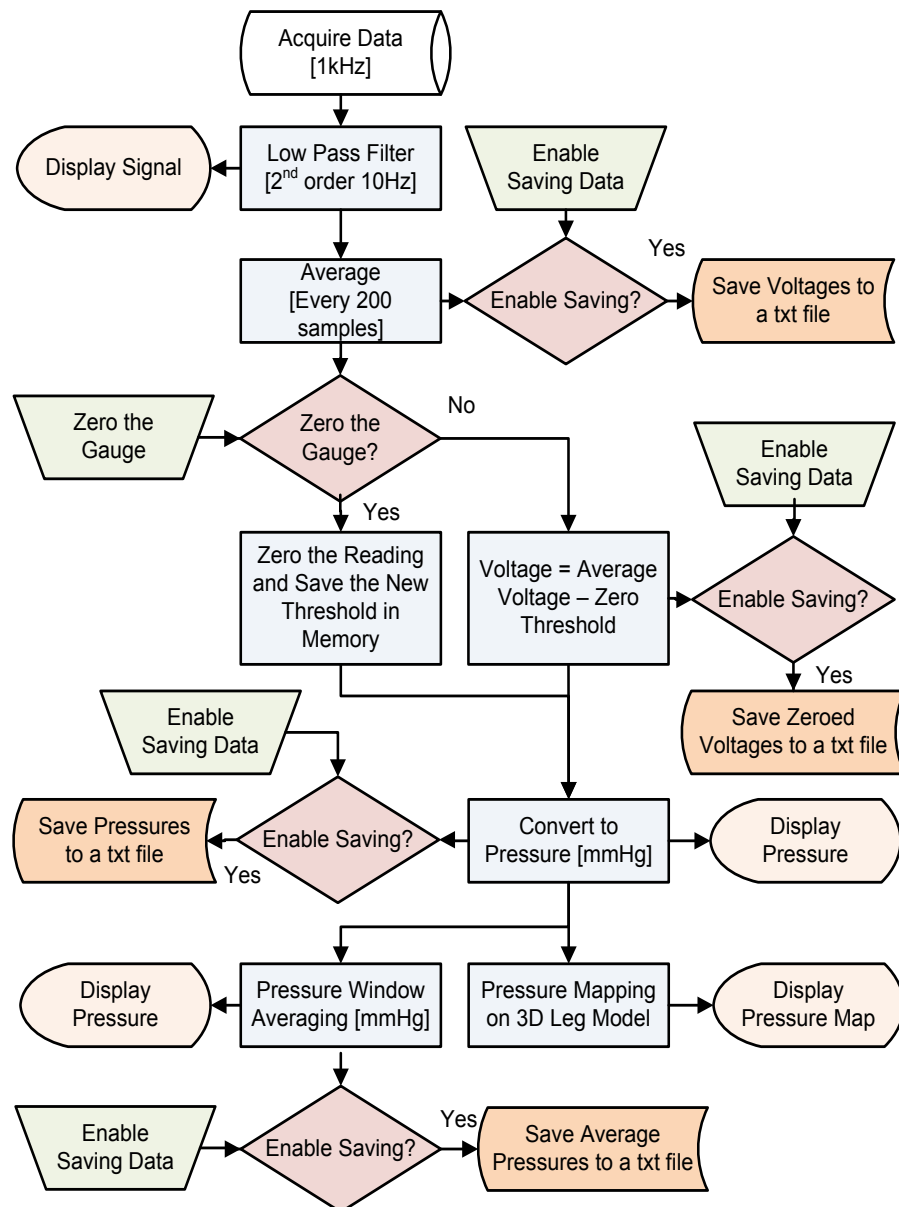 Acquire Data
[1kHz]
Display Signal
Low Pass Filter
[2nd order 10Hz]
Enable
Saving Data
Average
[Every 200
samples]
Enable Saving?
Yes
Save Voltages to
a txt file
Zero the
Gauge
Zero the
Gauge?
No
Yes
Enable
Saving Data
Zero the Reading
and Save the New
Threshold in
Memory
Voltage = Average
Voltage – Zero
Threshold
Enable Saving?
Yes
Save Zeroed
Voltages to a txt file
Enable
Saving Data
Save Pressures
to a txt file
Yes
Enable Saving?
Convert to
Pressure [mmHg]
Display
Pressure
Display
Pressure
Pressure Window
Averaging [mmHg]
Pressure Mapping
on 3D Leg Model
Display
Pressure Map
Enable
Saving Data
Enable Saving?
Yes
Save Average
Pressures to a txt file